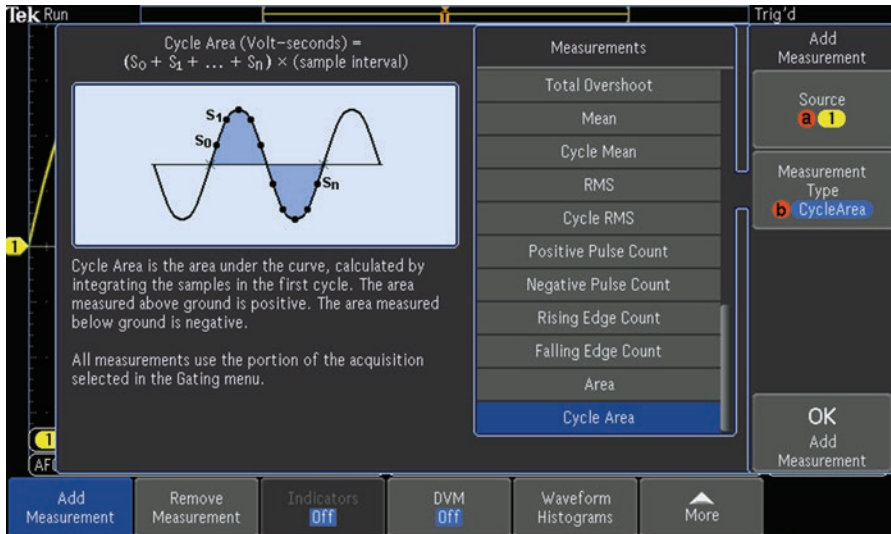 Tek Run
T
Trig'd
Cycle Area (Volt-seconds) =
(S0 + S1 + ... + Sn) × (sample interval)
S1
S0
Sn
Cycle Area is the area under the curve, calculated by
integrating the samples in the first cycle. The area
measured above ground is positive. The area measured
below ground is negative.
All measurements use the portion of the acquisition
selected in the Gating menu.
Measurements
Total Overshoot
Mean
Cycle Mean
RMS
Cycle RMS
Positive Pulse Count
Negative Pulse Count
Rising Edge Count
Falling Edge Count
Area
Cycle Area
Add
Measurement
Source
a 1
Measurement
Type
b CycleArea
OK
Add
Measurement
1
1
AF
Add
Measurement
Remove
Measurement
Indicators
Off
DVM
Off
Waveform
Histograms
More